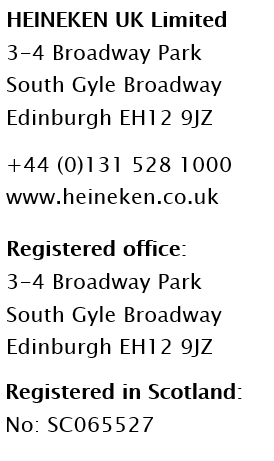 HEINEKEN UK Limited
3-4 Broadway Park
South Gyle Broadway
Edinburgh EH12 9JZ
+44 (0)131 528 1000
www.heineken.co.uk
Registered office:
3-4 Broadway Park
South Gyle Broadway
Edinburgh EH12 9JZ
Registered in Scotland:
No: SC065527